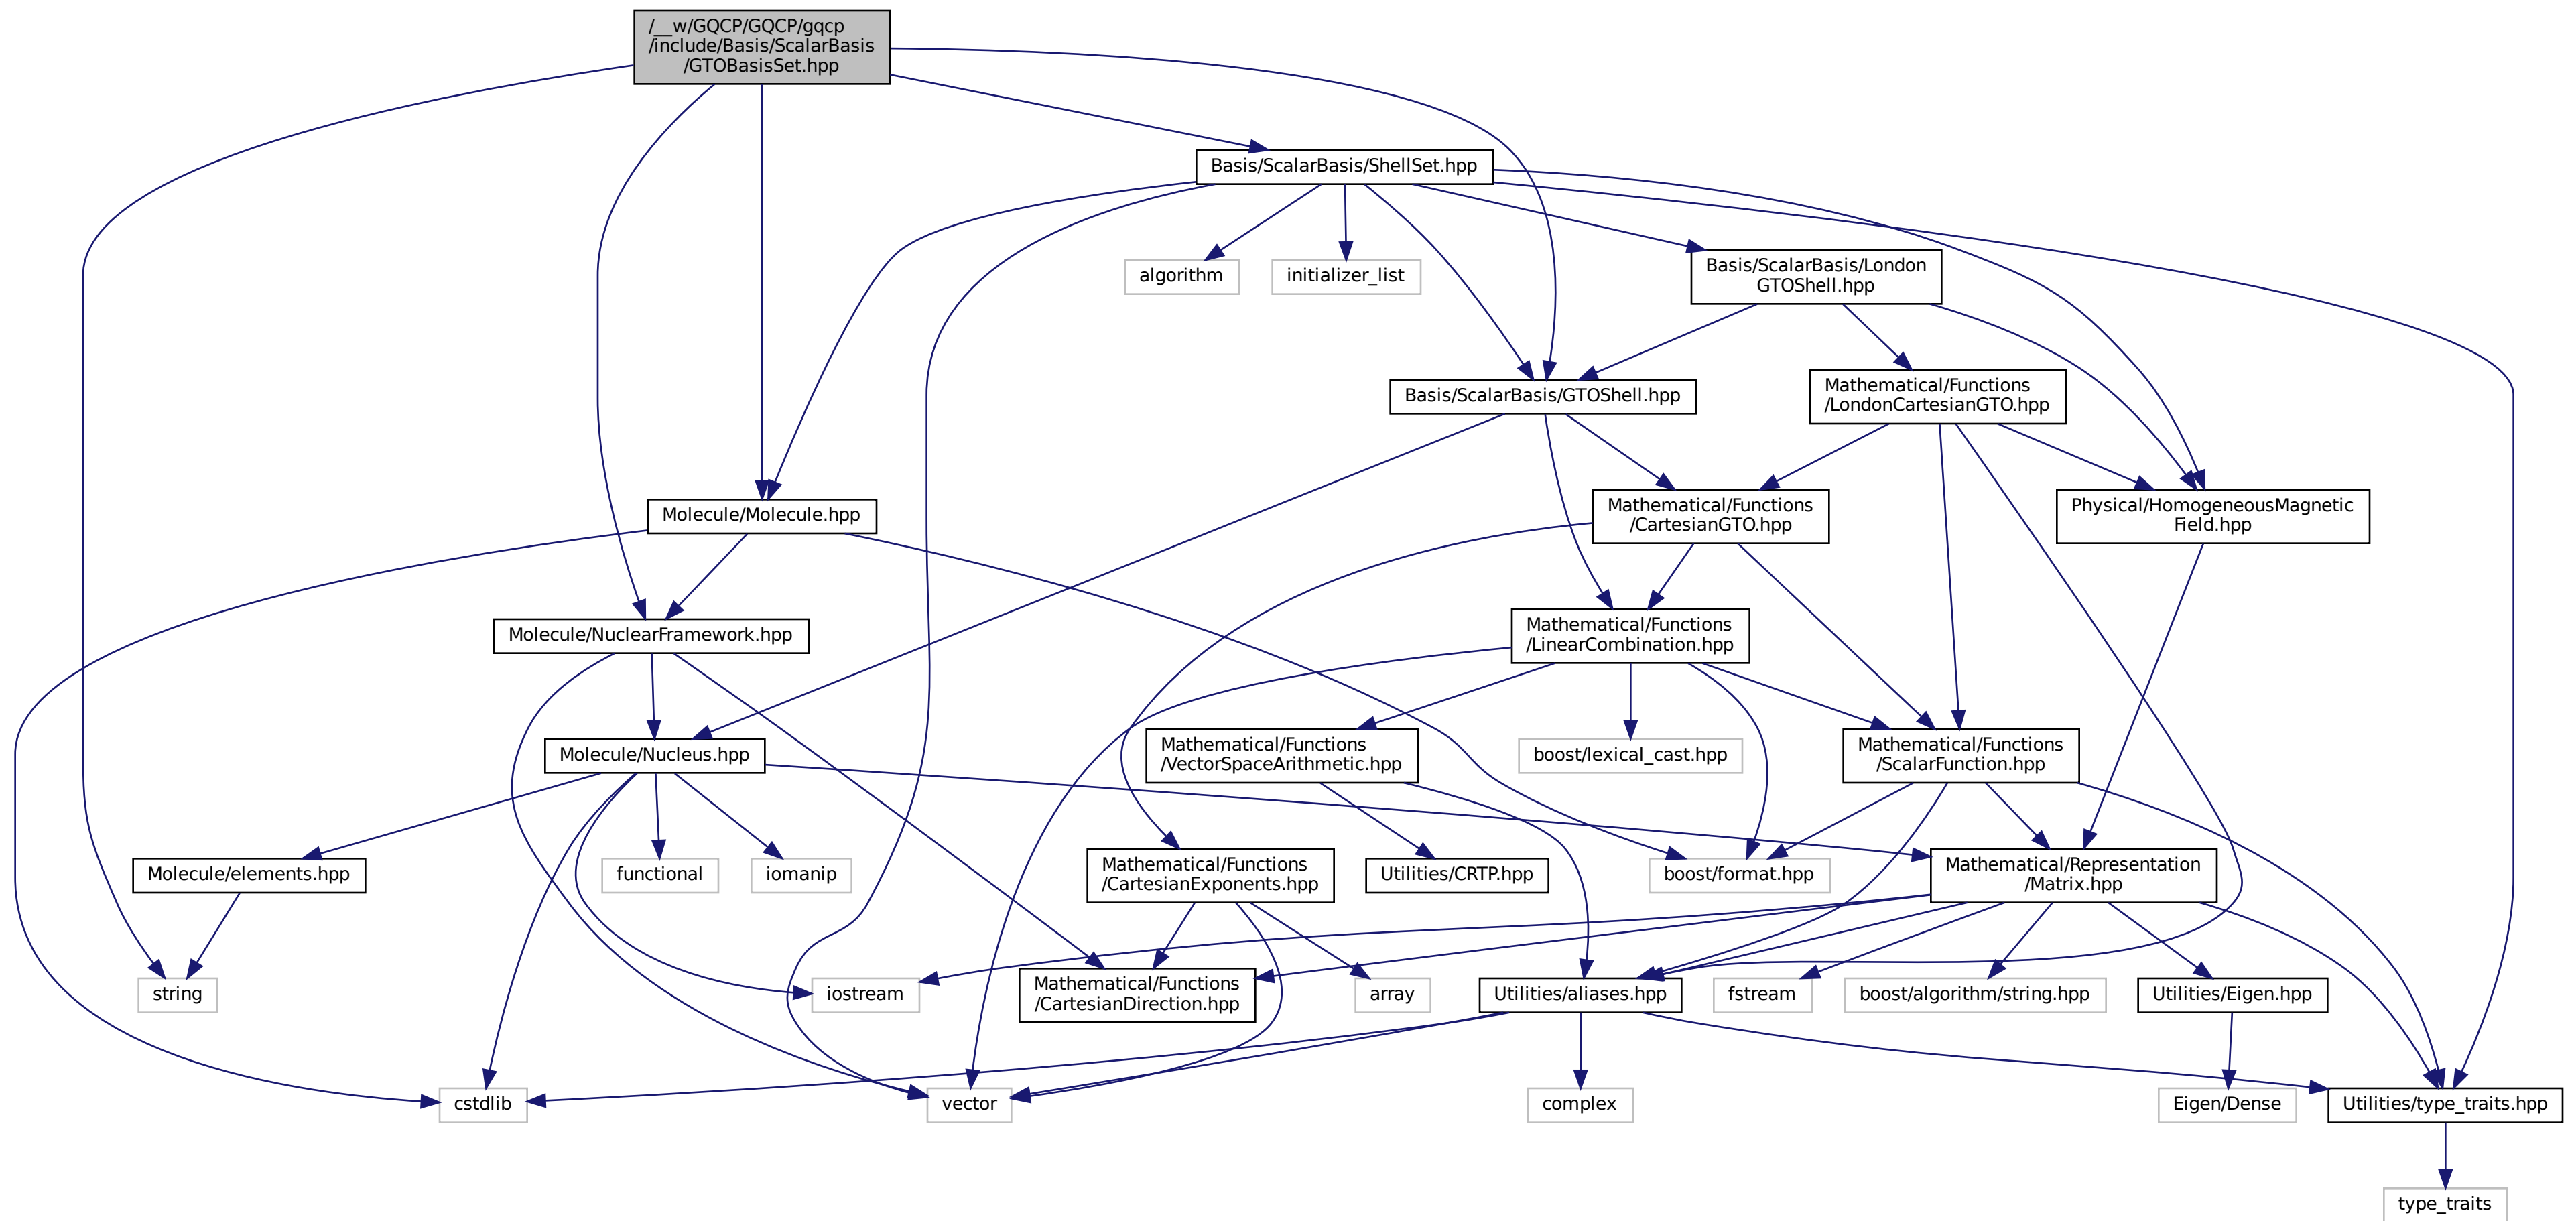 /__w/GQCP/GQCP/gqcp
/include/Basis/ScalarBasis
/GTOBasisSet.hpp
Basis/ScalarBasis/ShellSet.hpp
algorithm
initializer_list
Basis/ScalarBasis/London
GTOShell.hpp
Basis/ScalarBasis/GTOShell.hpp
Mathematical/Functions
/LondonCartesianGTO.hpp
Molecule/Molecule.hpp
Mathematical/Functions
/CartesianGTO.hpp
Physical/HomogeneousMagnetic
Field.hpp
Molecule/NuclearFramework.hpp
Mathematical/Functions
/LinearCombination.hpp
Molecule/Nucleus.hpp
Mathematical/Functions
/VectorSpaceArithmetic.hpp
boost/lexical_cast.hpp
Mathematical/Functions
/ScalarFunction.hpp
Molecule/elements.hpp
functional
iomanip
Mathematical/Functions
/CartesianExponents.hpp
Utilities/CRTP.hpp
boost/format.hpp
Mathematical/Representation
/Matrix.hpp
string
iostream
Mathematical/Functions
/CartesianDirection.hpp
array
Utilities/aliases.hpp
fstream
boost/algorithm/string.hpp
Utilities/Eigen.hpp
cstdlib
vector
complex
Eigen/Dense
Utilities/type_traits.hpp
type_traits